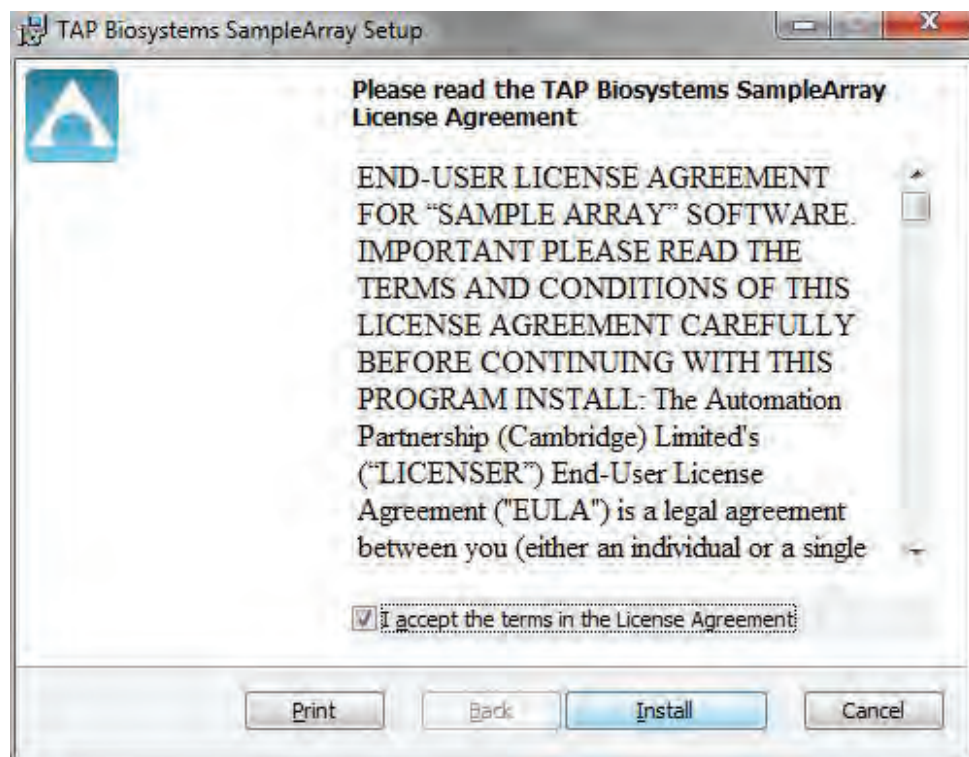 TAP Biosystems SampleArray Setup
Please read the TAP Biosystems SampleArray
License Agreement
END-USER LICENSE AGREEMENT
FOR “SAMPLE ARRAY” SOFTWARE.
IMPORTANT PLEASE READ THE
TERMS AND CONDITIONS OF THIS
LICENSE AGREEMENT CAREFULLY
BEFORE CONTINUING WITH THIS
PROGRAM INSTALL: The Automation
Partnership (Cambridge) Limited's
(“LICENSER”) End-User License
Agreement ("EULA") is a legal agreement
between you (either an individual or a single
I accept the terms in the License Agreement
Print Back Install Cancel